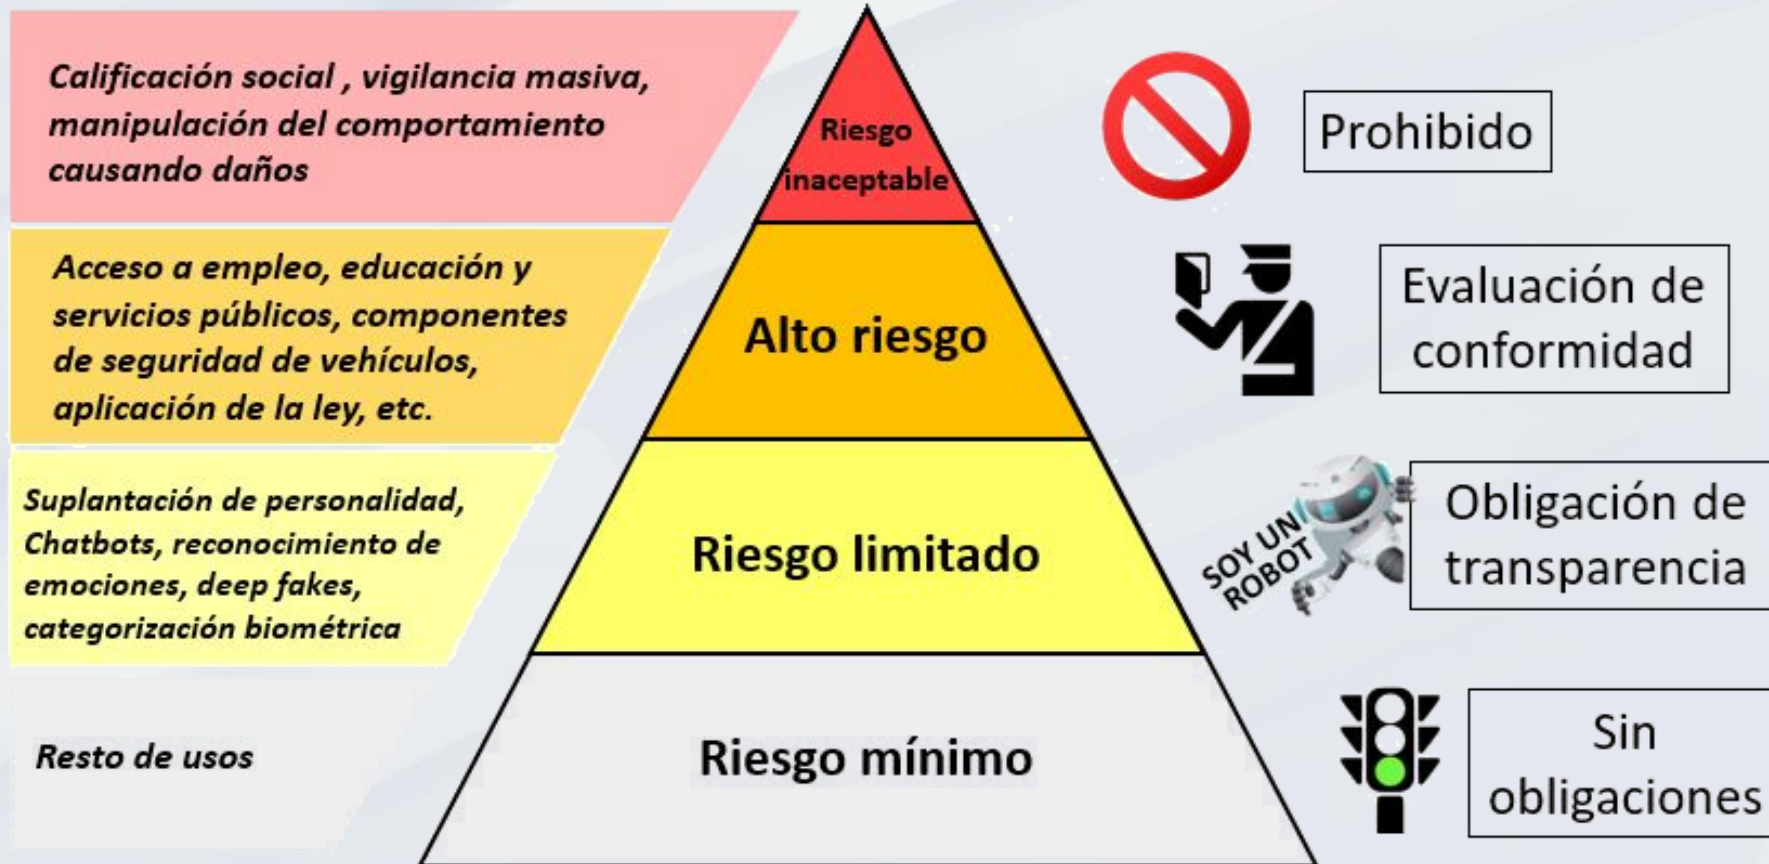 Calificación social , vigilancia masiva,
manipulación del comportamiento
causando daños
Riesgo
inaceptable
Prohibido
Acceso a empleo, educación y
servicios públicos, componentes
de seguridad de vehículos,
aplicación de la ley, etc.
Alto riesgo
Evaluación de
conformidad
Suplantación de personalidad,
Chatbots, reconocimiento de
emociones, deep fakes,
categorización biométrica
Riesgo limitado
SOY UN
ROBOT
Obligación de
transparencia
Resto de usos
Riesgo mínimo
Sin
obligaciones